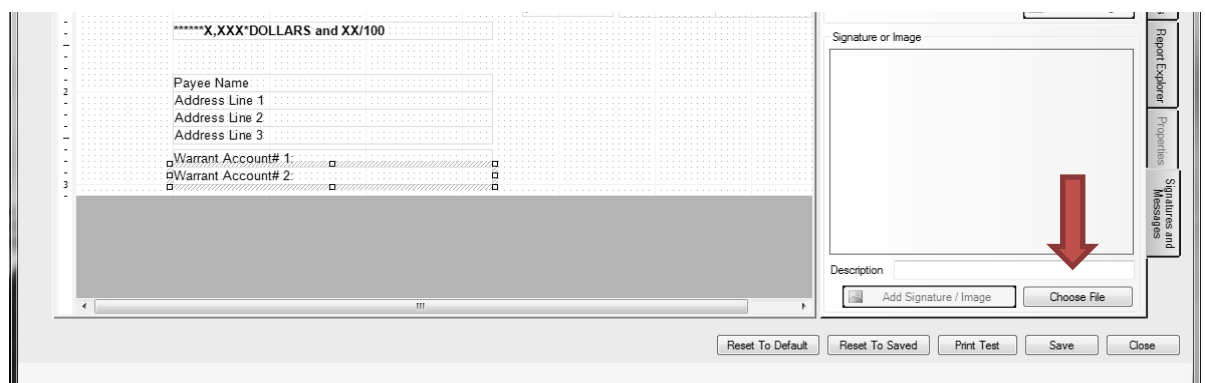 ******X,XXX*DOLLARS and XX/100
Payee Name
Address Line 1
Address Line 2
Address Line 3
Warrant Account# 1:
Warrant Account# 2:
2
3
Signature or Image
Description
Add Signature / Image
Choose File
Report Explorer
Properties
Signatures and
Messages
Reset To Default
Reset To Saved
Print Test
Save
Close